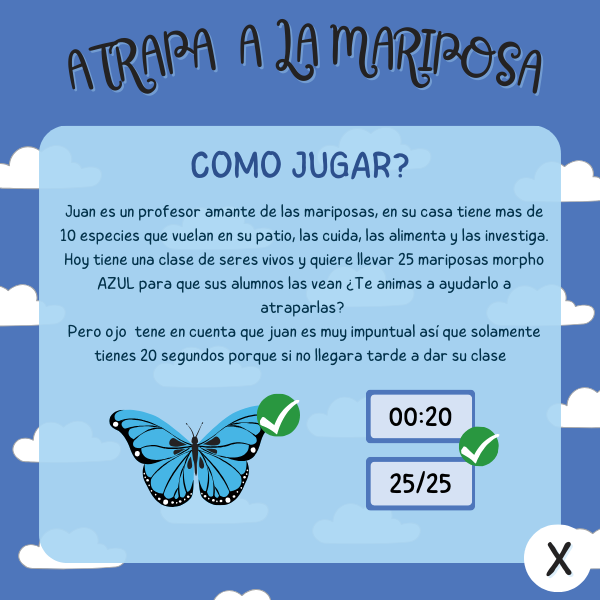 ATRAPA A LA MARIPOSA
COMO JUGAR?
Juan es un profesor amante de las mariposas, en su casa tiene mas de
10 especies que vuelan en su patio, las cuida, las alimenta y las investiga.
Hoy tiene una clase de seres vivos y quiere llevar 25 mariposas morpho
AZUL para que sus alumnos las vean ¿Te animas a ayudarlo a
atraparlas?
Pero ojo tene en cuenta que juan es muy impuntual así que solamente
tienes 20 segundos porque si no llegara tarde a dar su clase
00:20
25/25
X